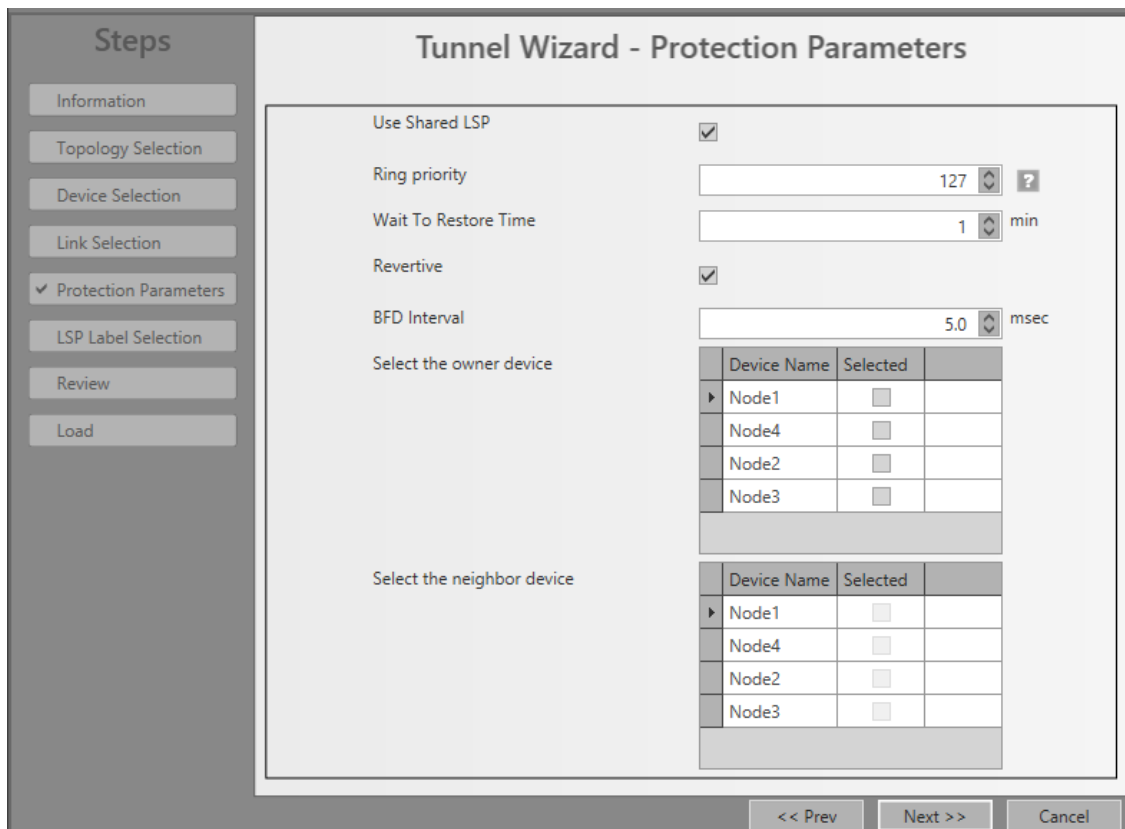 Steps
Information
Topology Selection
Device Selection
Link Selection
Protection Parameters
LSP Label Selection
Review
Load
Tunnel Wizard - Protection Parameters
Use Shared LSP
Ring priority 127 ?
Wait To Restore Time 1 min
Revertive
BFD Interval 5.0 msec
Select the owner device
Device Name Selected
Node1
Node4
Node2
Node3
Select the neighbor device
Device Name Selected
Node1
Node4
Node2
Node3
<< Prev Next >> Cancel